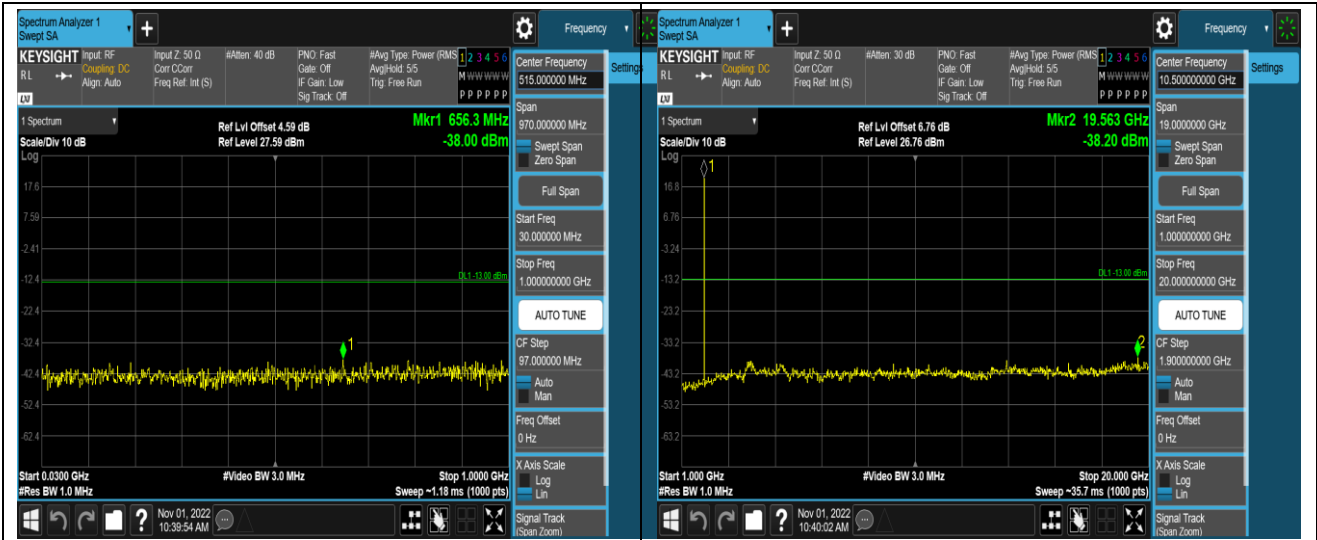 Spectrum Analyzer 1
Swept SA
Frequency
KEYSIGHT
Input: RF
Input Z: 50 Ω
#Atten: 40 dB
PNO: Fast
#Avg Type: Power (RMS
1 2 3 4 5 6
RL
Coupling: DC
Corr CCorr
Gate: Off
Avg|Hold: 5/5
M W W W W W
Align: Auto
Freq Ref: Int (S)
IF Gain: Low
Trig: Free Run
Sig Track: Off
P P P P P P
LXI
1 Spectrum
Ref Lvl Offset 4.59 dB
Mkr1 656.3 MHz
Scale/Div 10 dB
Ref Level 27.59 dBm
-38.00 dBm
Log
17.6
7.59
-2.41
DL1 -13.00 dBm
-12.4
-22.4
-32.4
1
-42.4
-52.4
-62.4
Start 0.0300 GHz
#Video BW 3.0 MHz
Stop 1.0000 GHz
#Res BW 1.0 MHz
Sweep ~1.18 ms (1000 pts)
Nov 01, 2022
10:39:54 AM
Center Frequency
515.000000 MHz
Settings
Span
970.000000 MHz
Swept Span
Zero Span
Full Span
Start Freq
30.000000 MHz
Stop Freq
1.000000000 GHz
AUTO TUNE
CF Step
97.000000 MHz
Auto
Man
Freq Offset
0 Hz
X Axis Scale
Log
Lin
Signal Track
(Span Zoom)
Spectrum Analyzer 1
Swept SA
Frequency
KEYSIGHT
Input: RF
Input Z: 50 Ω
#Atten: 30 dB
PNO: Fast
#Avg Type: Power (RMS
1 2 3 4 5 6
RL
Coupling: DC
Corr CCorr
Gate: Off
Avg|Hold: 5/5
M W W W W W
Align: Auto
Freq Ref: Int (S)
IF Gain: Low
Trig: Free Run
Sig Track: Off
P P P P P P
LXI
1 Spectrum
Ref Lvl Offset 6.76 dB
Mkr2 19.563 GHz
Scale/Div 10 dB
Ref Level 26.76 dBm
-38.20 dBm
Log
1
16.8
6.76
-3.24
DL1 -13.00 dBm
-13.2
-23.2
-33.2
2
-43.2
-53.2
-63.2
Start 1.000 GHz
#Video BW 3.0 MHz
Stop 20.000 GHz
#Res BW 1.0 MHz
Sweep ~35.7 ms (1000 pts)
Nov 01, 2022
10:40:02 AM
Center Frequency
10.500000000 GHz
Settings
Span
19.0000000 GHz
Swept Span
Zero Span
Full Span
Start Freq
1.000000000 GHz
Stop Freq
20.000000000 GHz
AUTO TUNE
CF Step
1.900000000 GHz
Auto
Man
Freq Offset
0 Hz
X Axis Scale
Log
Lin
Signal Track
(Span Zoom)